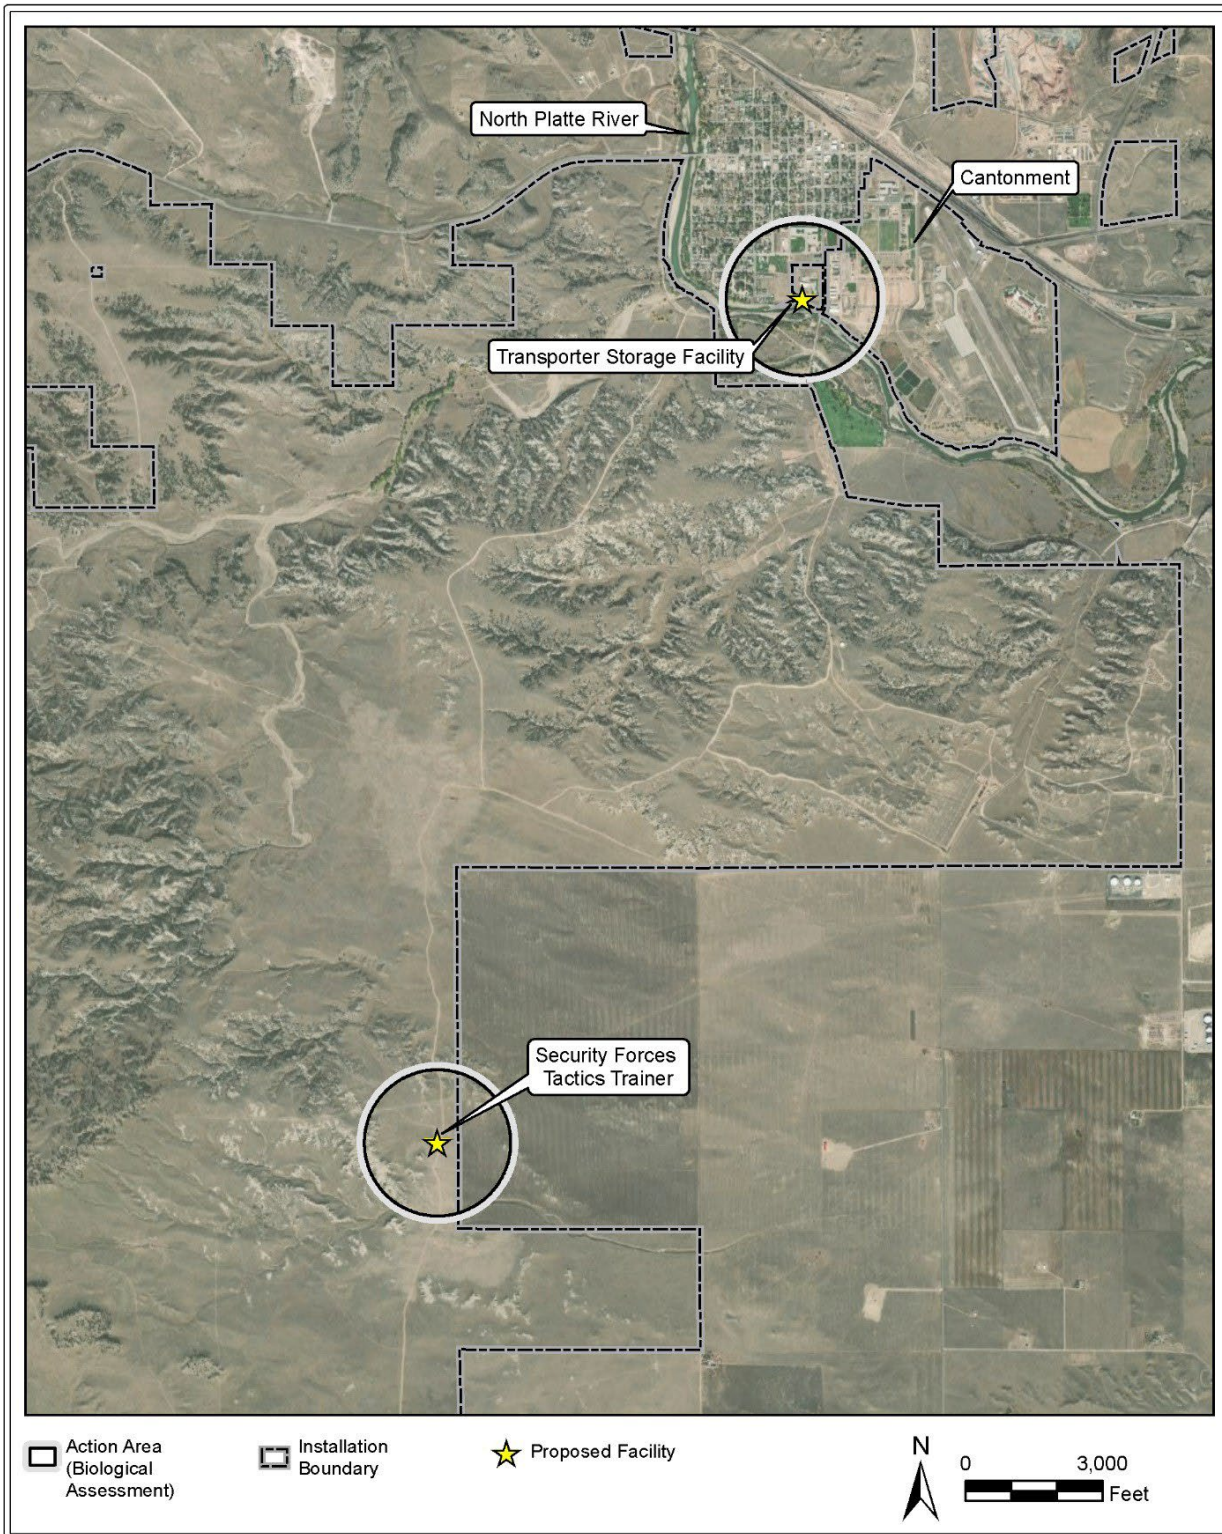 North Platte River
Cantonment
Transporter Storage Facility
Security Forces
Tactics Trainer
Action Area
(Biological
Assessment)
Installation
Boundary
Proposed Facility
N
0 3,000
Feet